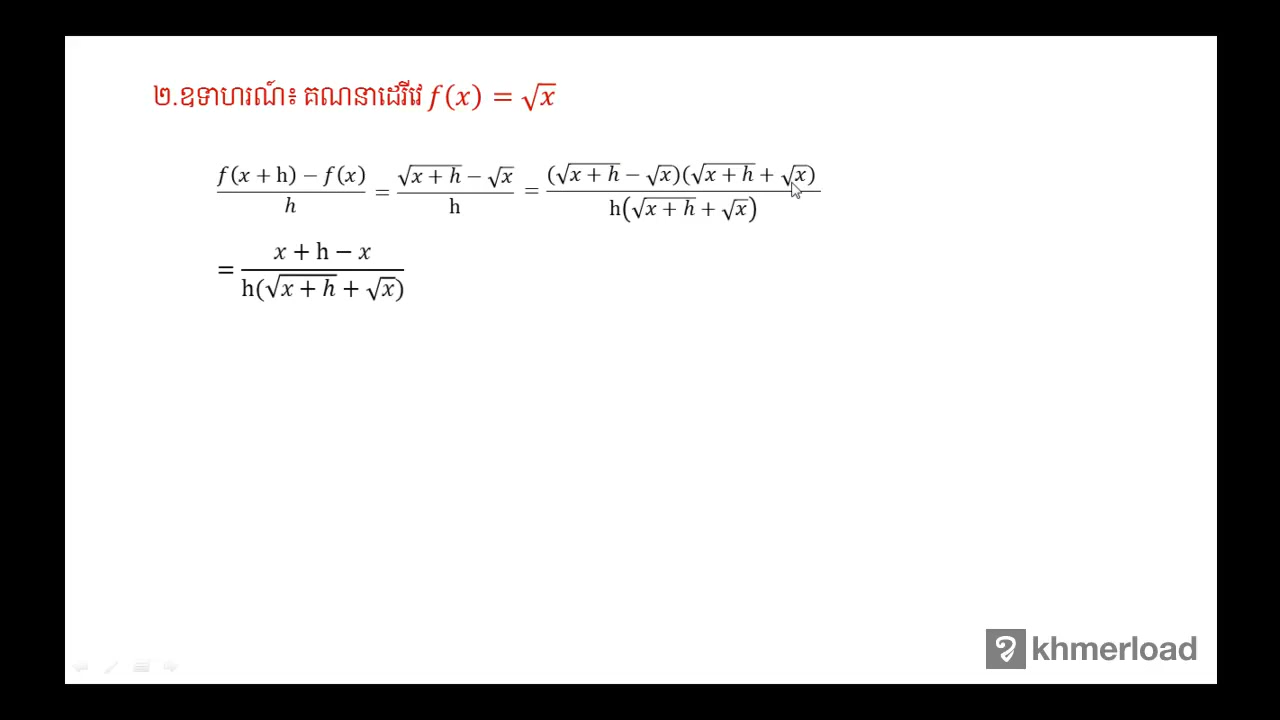 ២.ឧទាហរណ៍៖ គណនាដេរីវេ f(x) = √x
(f(x + h) − f(x))/h = (√(x + h) − √x)/h = ((√(x + h) − √x)(√(x + h) + √x))/(h(√(x + h) + √x))
= (x + h − x)/(h(√(x + h) + √x))
khmerload